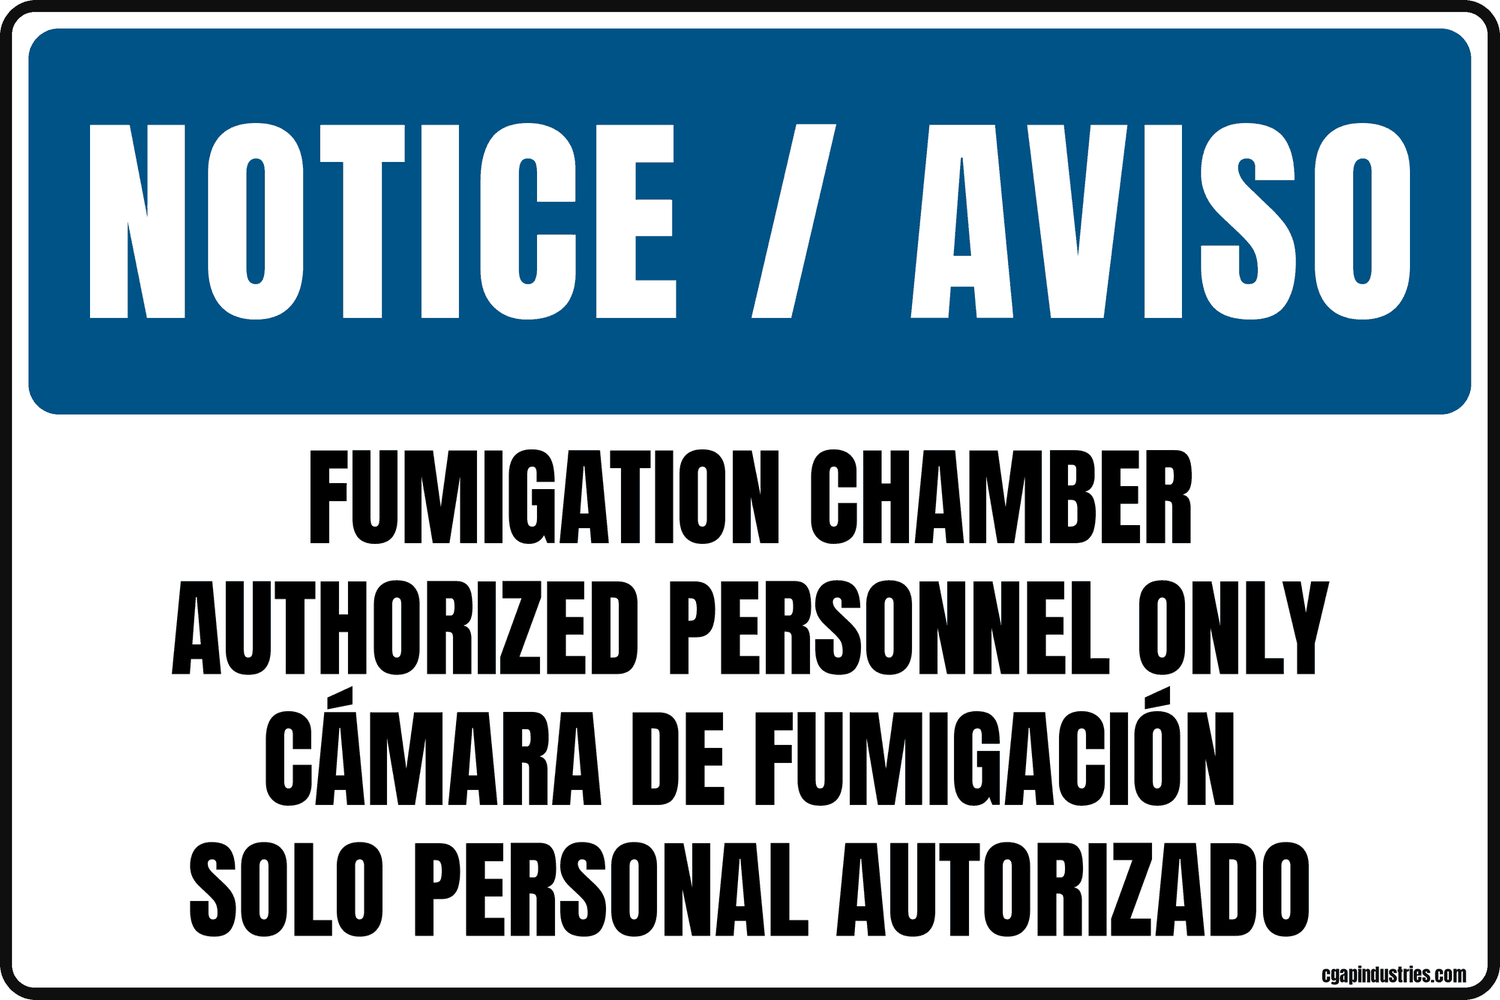 NOTICE / AVISO
FUMIGATION CHAMBER
AUTHORIZED PERSONNEL ONLY
CÁMARA DE FUMIGACIÓN
SOLO PERSONAL AUTORIZADO
cgapindustries.com